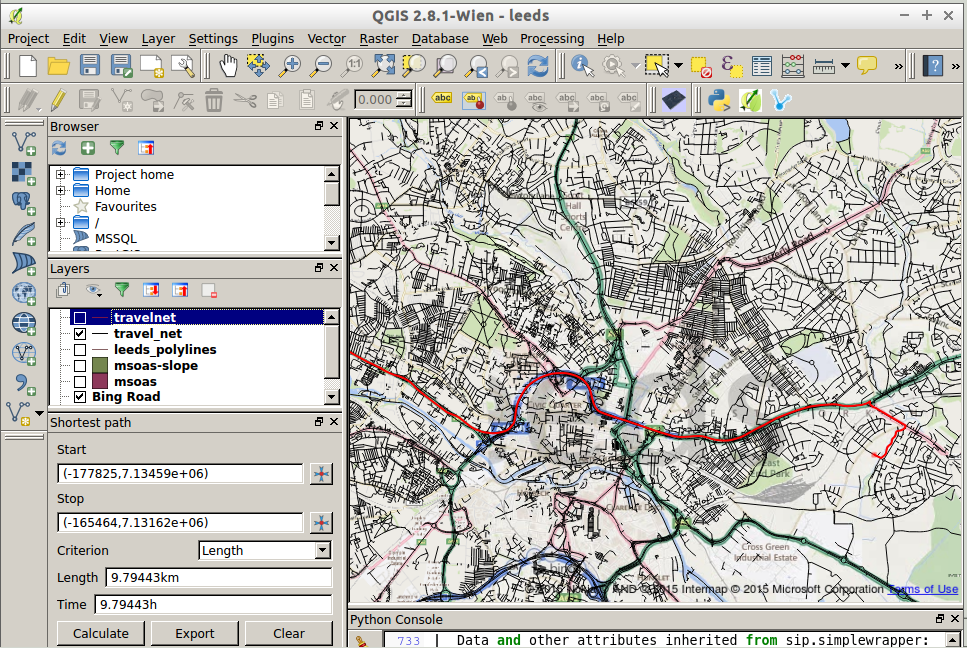 QGIS 2.8.1-Wien - leeds
Project Edit View Layer Settings Plugins Vector Raster Database Web Processing Help
0.000
abc
Browser
Project home
Home
Favourites
/
MSSQL
Layers
travelnet
travel_net
leeds_polylines
msoas-slope
msoas
Bing Road
Shortest path
Start
(-177825,7.13459e+06)
Stop
(-165464,7.13162e+06)
Criterion Length
Length 9.79443km
Time 9.79443h
Calculate Export Clear
Cross Green
Industrial Estate
2015 Intermap © 2015 Microsoft Corporation Terms of Use
Python Console
733 | Data and other attributes inherited from sip.simplewrapper: